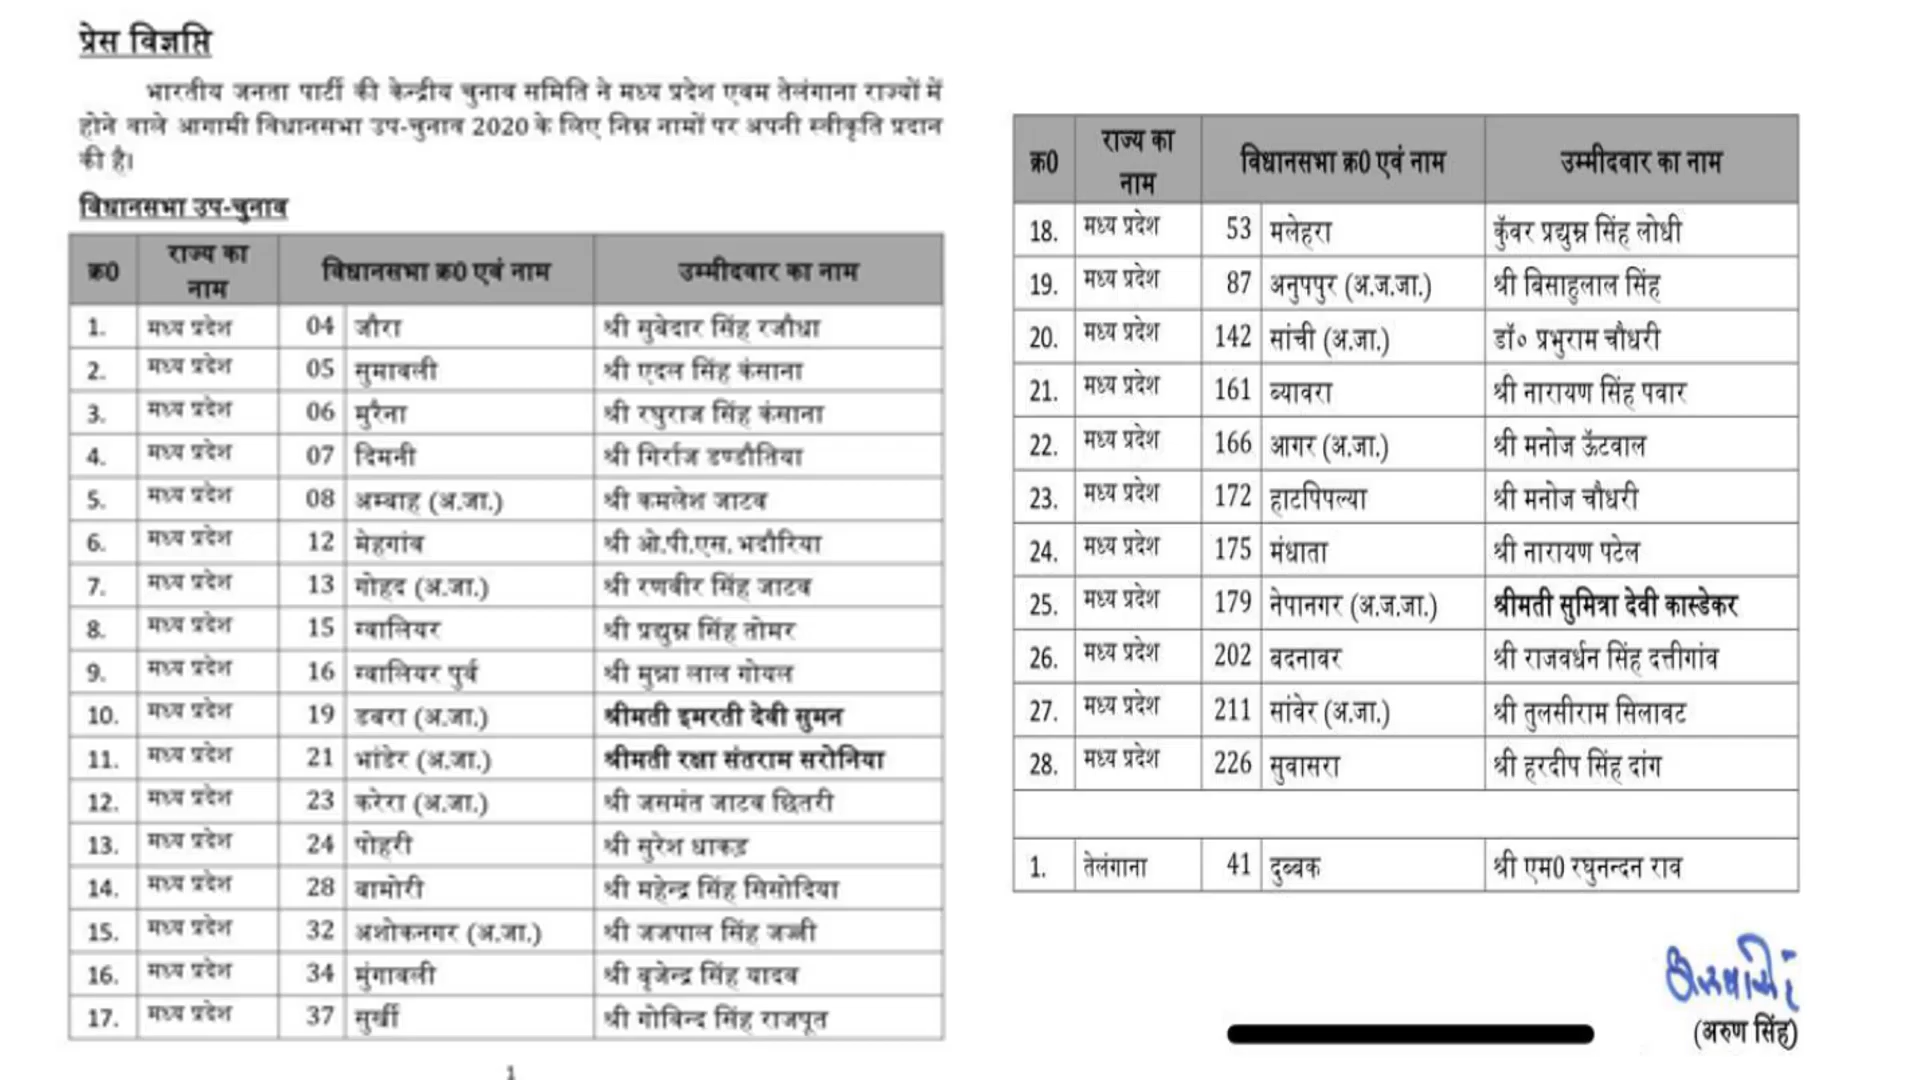 प्रेस विज्ञप्ति
भारतीय जनता पार्टी की केन्द्रीय चुनाव समिति ने मध्य प्रदेश एवम तेलंगाना राज्यों में
होने वाले आगामी विधानसभा उप-चुनाव 2020 के लिए निम्न नामों पर अपनी स्वीकृति प्रदान
की है।
विधानसभा उप-चुनाव
क्र0 राज्य का नाम विधानसभा क्र0 एवं नाम उम्मीदवार का नाम
1. मध्य प्रदेश 04 जौरा श्री सुबेदार सिंह रजौधा
2. मध्य प्रदेश 05 सुमावली श्री एदल सिंह कंसाना
3. मध्य प्रदेश 06 मुरैना श्री रघुराज सिंह कंसाना
4. मध्य प्रदेश 07 दिमनी श्री गिर्राज डण्डौतिया
5. मध्य प्रदेश 08 अम्बाह (अ.जा.) श्री कमलेश जाटव
6. मध्य प्रदेश 12 मेहगांव श्री ओ.पी.एस. भदौरिया
7. मध्य प्रदेश 13 गोहद (अ.जा.) श्री रणवीर सिंह जाटव
8. मध्य प्रदेश 15 ग्वालियर श्री प्रद्युम्न सिंह तोमर
9. मध्य प्रदेश 16 ग्वालियर पुर्व श्री मुन्ना लाल गोयल
10. मध्य प्रदेश 19 डबरा (अ.जा.) श्रीमती इमरती देवी सुमन
11. मध्य प्रदेश 21 भांडेर (अ.जा.) श्रीमती रक्षा संतराम सरोनिया
12. मध्य प्रदेश 23 करेरा (अ.जा.) श्री जसमंत जाटव छितरी
13. मध्य प्रदेश 24 पोहरी श्री सुरेश धाकड़
14. मध्य प्रदेश 28 बामोरी श्री महेन्द्र सिंह सिसोदिया
15. मध्य प्रदेश 32 अशोकनगर (अ.जा.) श्री जजपाल सिंह जज्जी
16. मध्य प्रदेश 34 मुंगावली श्री बृजेन्द्र सिंह यादव
17. मध्य प्रदेश 37 सुर्खी श्री गोबिन्द सिंह राजपूत
1
क्र0 राज्य का नाम विधानसभा क्र0 एवं नाम उम्मीदवार का नाम
18. मध्य प्रदेश 53 मलेहरा कुँवर प्रद्युम्न सिंह लोधी
19. मध्य प्रदेश 87 अनुपपुर (अ.ज.जा.) श्री बिसाहुलाल सिंह
20. मध्य प्रदेश 142 सांची (अ.जा.) डॉ० प्रभुराम चौधरी
21. मध्य प्रदेश 161 ब्यावरा श्री नारायण सिंह पवार
22. मध्य प्रदेश 166 आगर (अ.जा.) श्री मनोज ऊँटवाल
23. मध्य प्रदेश 172 हाटपिपल्या श्री मनोज चौधरी
24. मध्य प्रदेश 175 मंधाता श्री नारायण पटेल
25. मध्य प्रदेश 179 नेपानगर (अ.ज.जा.) श्रीमती सुमित्रा देवी कास्डेकर
26. मध्य प्रदेश 202 बदनावर श्री राजवर्धन सिंह दत्तीगांव
27. मध्य प्रदेश 211 सांवेर (अ.जा.) श्री तुलसीराम सिलावट
28. मध्य प्रदेश 226 सुवासरा श्री हरदीप सिंह दांग
1. तेलंगाना 41 दुब्बक श्री एम0 रघुनन्दन राव
(अरुण सिंह)